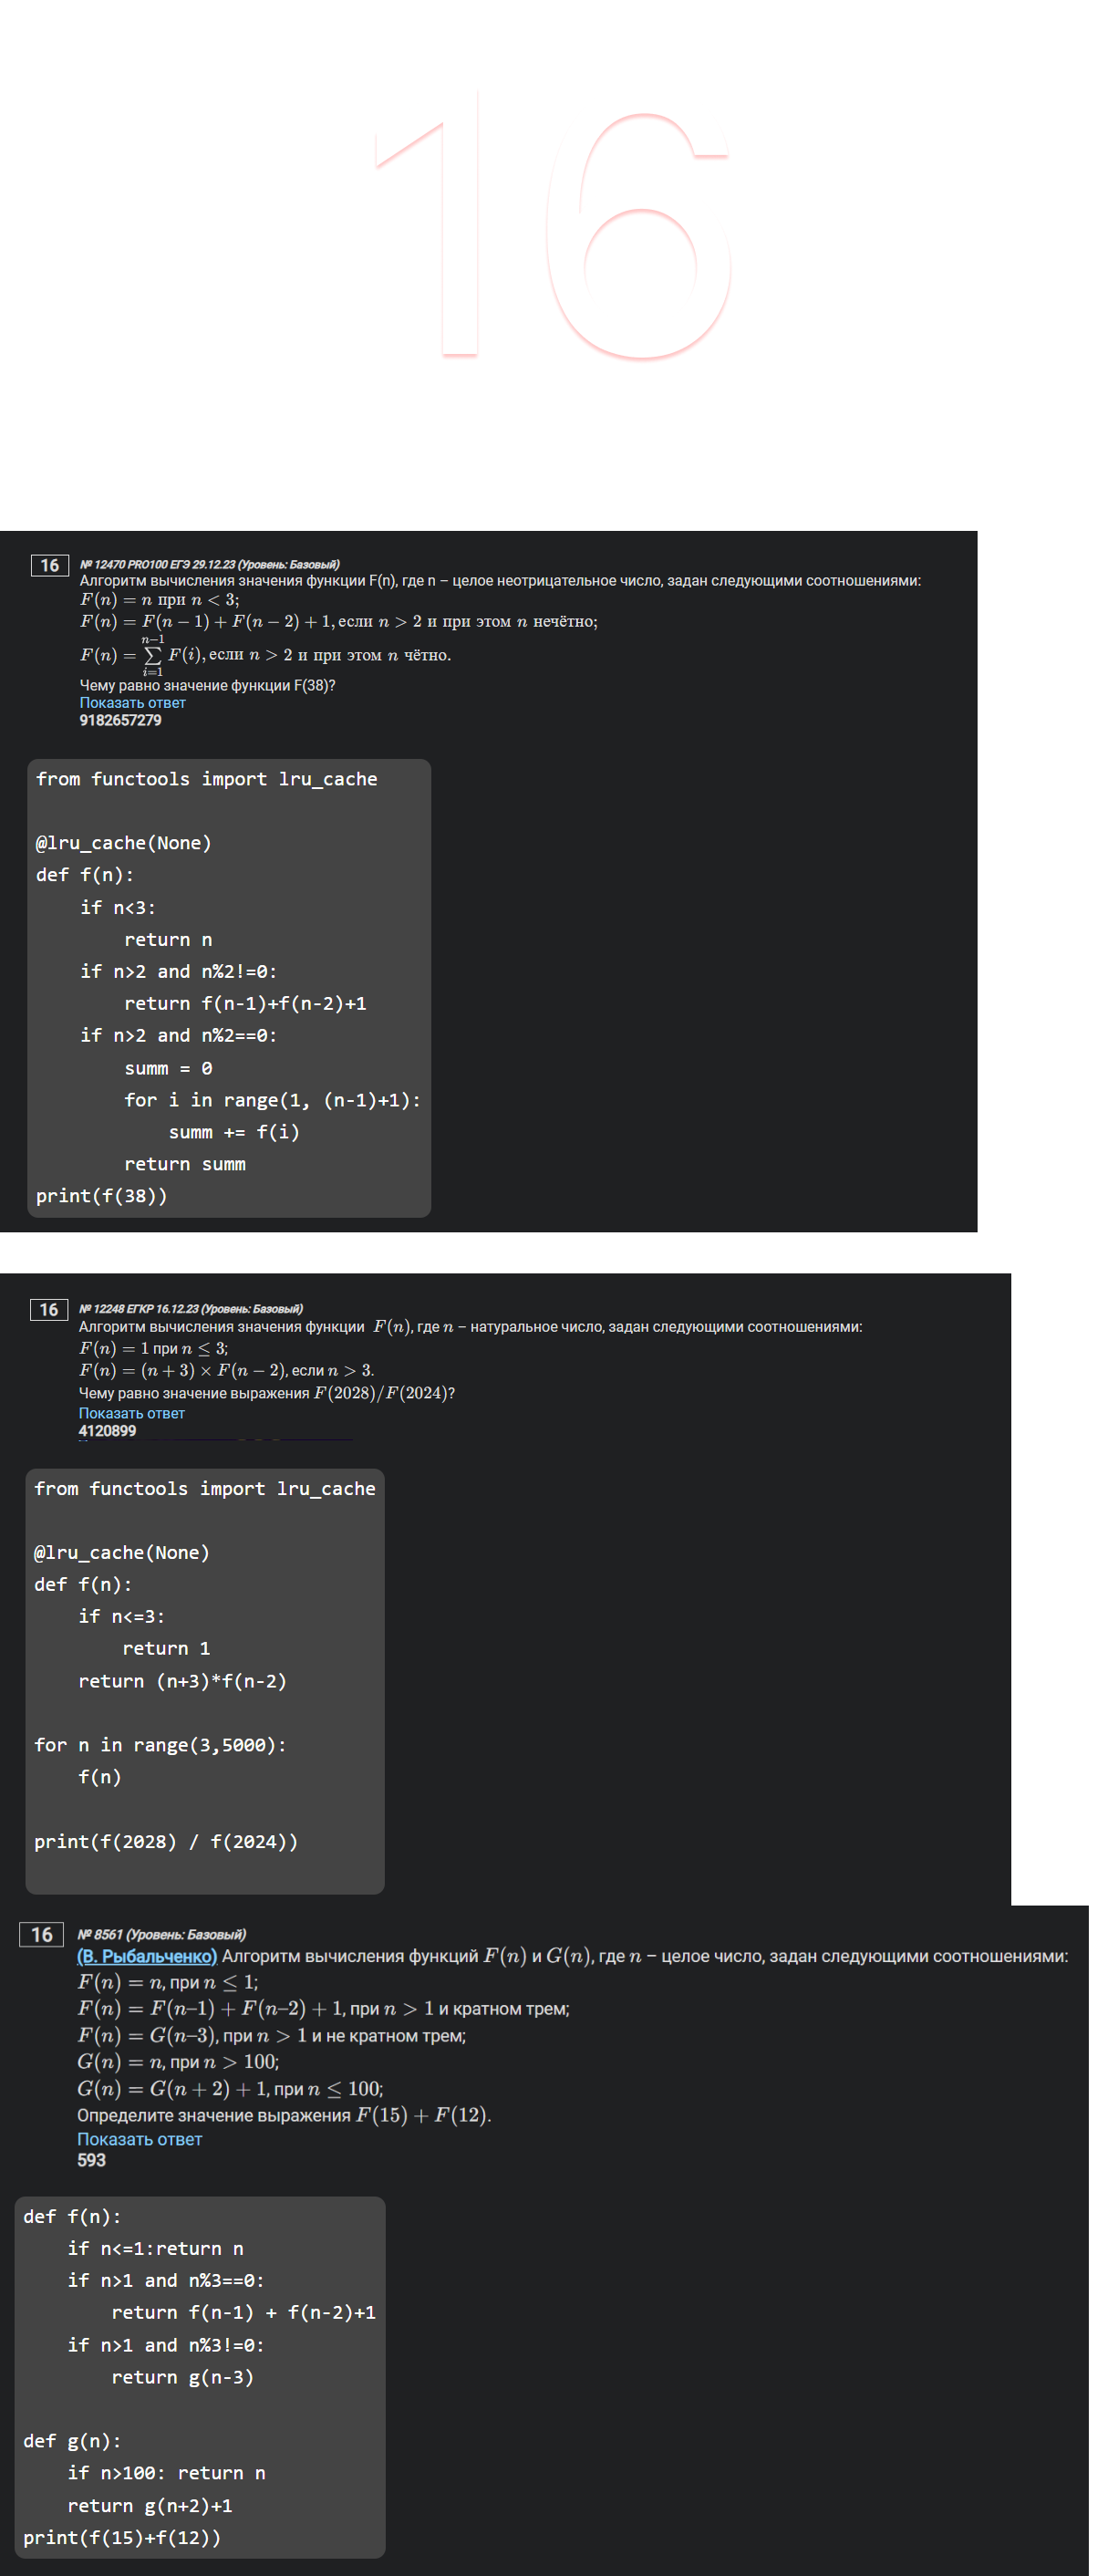 16
16 № 12470 PRO100 ЕГЭ 29.12.23 (Уровень: Базовый)
Алгоритм вычисления значения функции F(n), где n – целое неотрицательное число, задан следующими соотношениями:
F(n) = n при n < 3;
F(n) = F(n − 1) + F(n − 2) + 1, если n > 2 и при этом n нечётно;
F(n) = ∑_{i=1}^{n−1} F(i), если n > 2 и при этом n чётно.
Чему равно значение функции F(38)?
Показать ответ
9182657279
from functools import lru_cache
@lru_cache(None)
def f(n):
    if n<3:
        return n
    if n>2 and n%2!=0:
        return f(n-1)+f(n-2)+1
    if n>2 and n%2==0:
        summ = 0
        for i in range(1, (n-1)+1):
            summ += f(i)
        return summ
print(f(38))
16 № 12248 ЕГКР 16.12.23 (Уровень: Базовый)
Алгоритм вычисления значения функции F(n), где n – натуральное число, задан следующими соотношениями:
F(n) = 1 при n ≤ 3;
F(n) = (n + 3) × F(n − 2), если n > 3.
Чему равно значение выражения F(2028)/F(2024)?
Показать ответ
4120899
from functools import lru_cache
@lru_cache(None)
def f(n):
    if n<=3:
        return 1
    return (n+3)*f(n-2)
for n in range(3,5000):
    f(n)
print(f(2028) / f(2024))
16 № 8561 (Уровень: Базовый)
(В. Рыбальченко) Алгоритм вычисления функций F(n) и G(n), где n – целое число, задан следующими соотношениями:
F(n) = n, при n ≤ 1;
F(n) = F(n–1) + F(n–2) + 1, при n > 1 и кратном трем;
F(n) = G(n–3), при n > 1 и не кратном трем;
G(n) = n, при n > 100;
G(n) = G(n + 2) + 1, при n ≤ 100;
Определите значение выражения F(15) + F(12).
Показать ответ
593
def f(n):
    if n<=1:return n
    if n>1 and n%3==0:
        return f(n-1) + f(n-2)+1
    if n>1 and n%3!=0:
        return g(n-3)
def g(n):
    if n>100: return n
    return g(n+2)+1
print(f(15)+f(12))